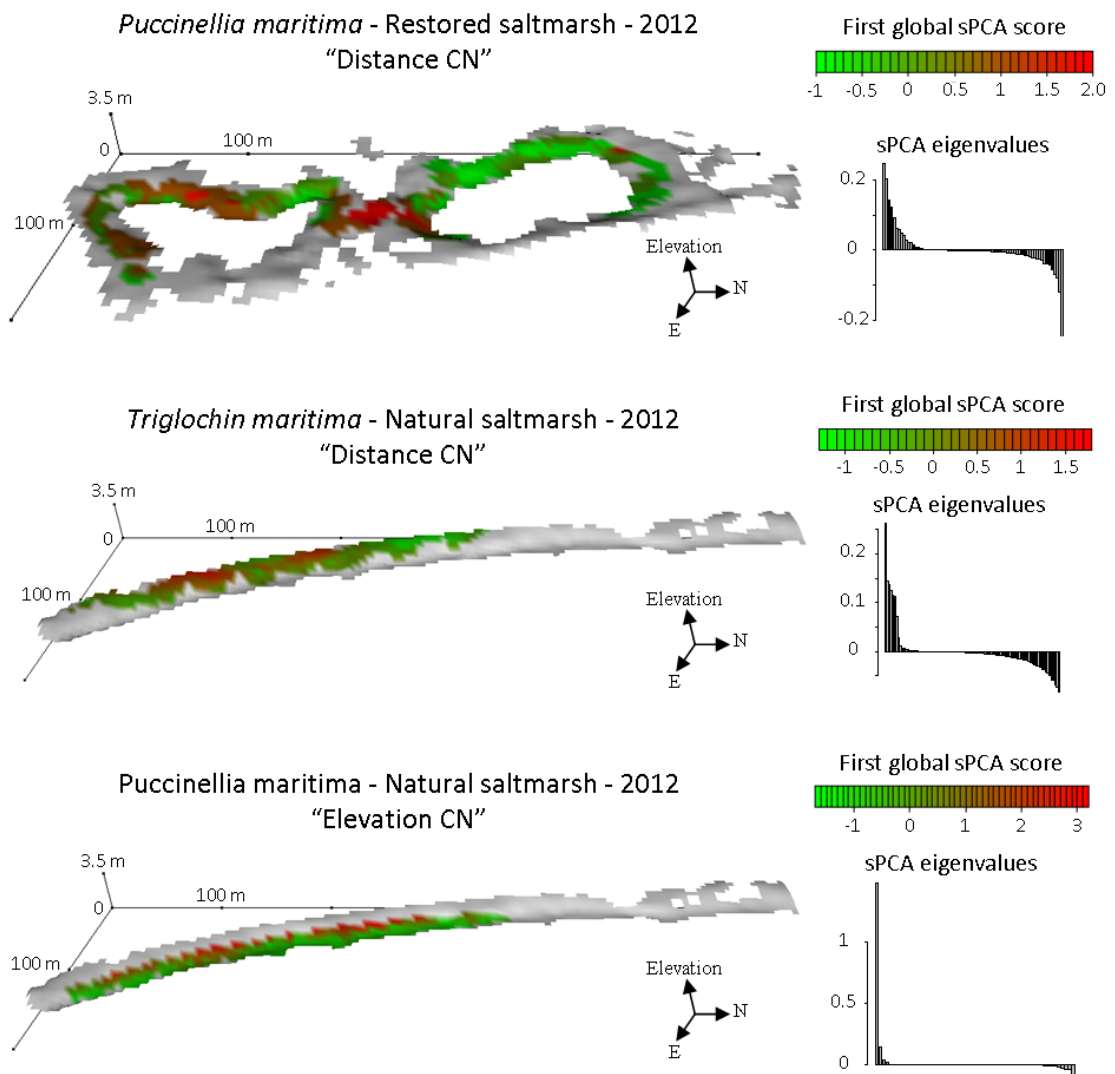 Puccinellia maritima - Restored saltmarsh - 2012
“Distance CN”
First global sPCA score
-1 -0.5 0 0.5 1 1.5 2.0
3.5 m
0
100 m
100 m
Elevation
N
E
sPCA eigenvalues
0.2
0
-0.2
Triglochin maritima - Natural saltmarsh - 2012
“Distance CN”
First global sPCA score
-1 -0.5 0 0.5 1 1.5
3.5 m
0
100 m
100 m
Elevation
N
E
sPCA eigenvalues
0.2
0.1
0
Puccinellia maritima - Natural saltmarsh - 2012
“Elevation CN”
First global sPCA score
-1 0 1 2 3
3.5 m
0
100 m
100 m
Elevation
N
E
sPCA eigenvalues
1
0.5
0